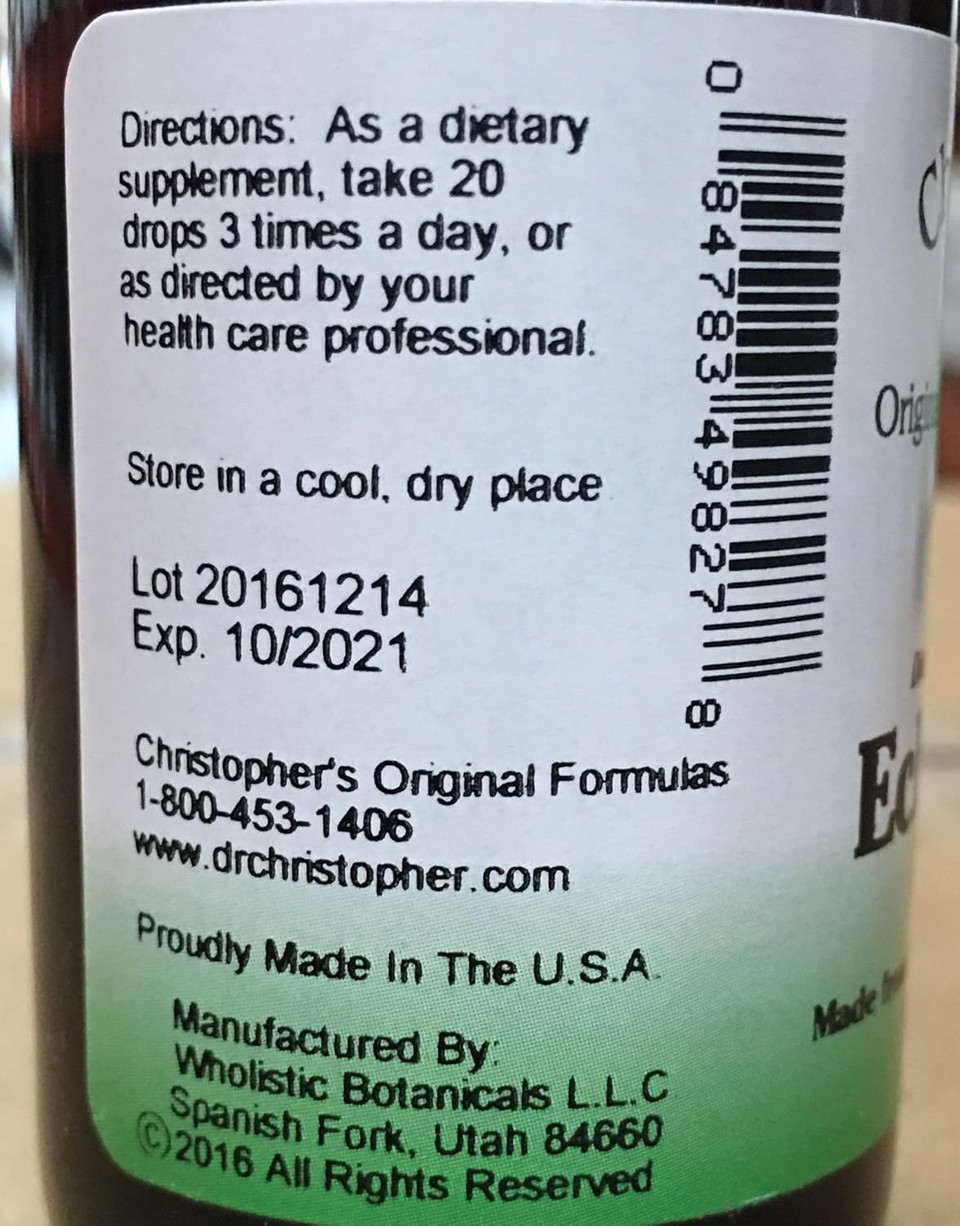 Directions: As a dietary
supplement, take 20
drops 3 times a day, or
as directed by your
health care professional.
Store in a cool, dry place
Lot 20161214
Exp. 10/2021
Christopher's Original Formulas
1-800-453-1406
www.drchristopher.com
Proudly Made In The U.S.A.
Manufactured By:
Wholistic Botanicals L.L.C
Spanish Fork, Utah 84660
©2016 All Rights Reserved
0 84783 49827 8
Made